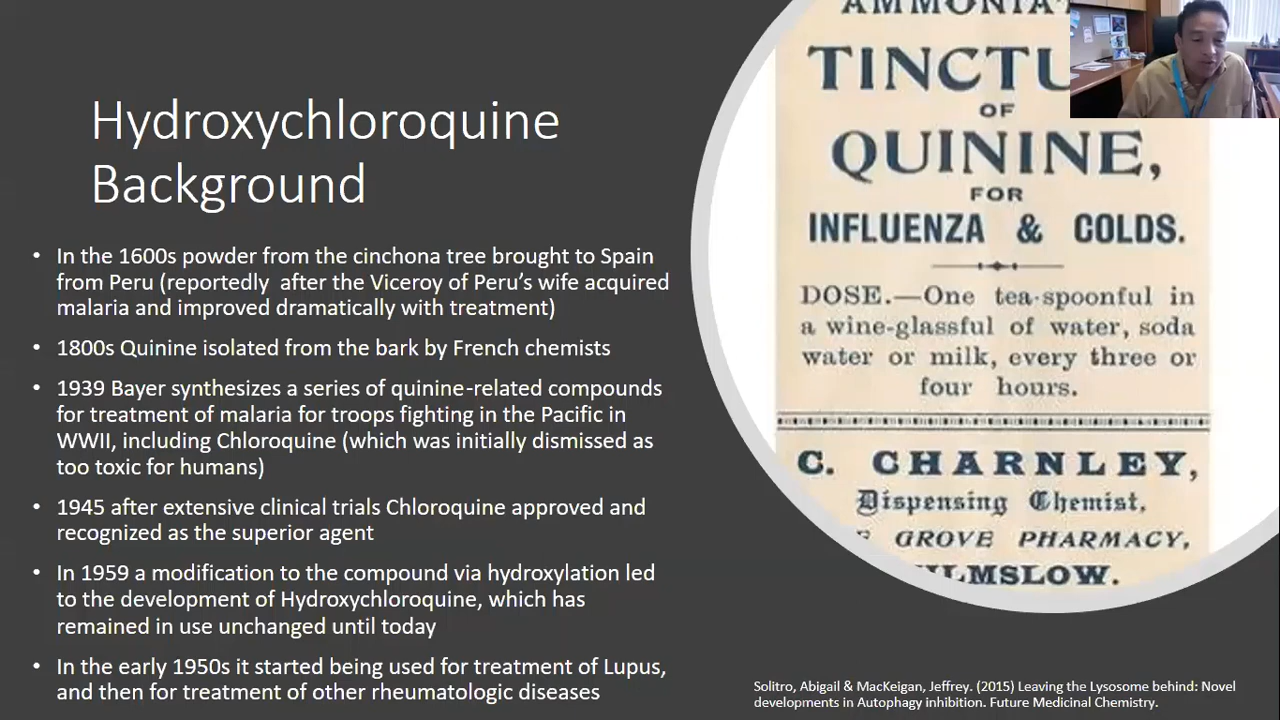 Hydroxychloroquine
Background
• In the 1600s powder from the cinchona tree brought to Spain
from Peru (reportedly after the Viceroy of Peru's wife acquired
malaria and improved dramatically with treatment)
• 1800s Quinine isolated from the bark by French chemists
• 1939 Bayer synthesizes a series of quinine-related compounds
for treatment of malaria for troops fighting in the Pacific in
WWII, including Chloroquine (which was initially dismissed as
too toxic for humans)
• 1945 after extensive clinical trials Chloroquine approved and
recognized as the superior agent
• In 1959 a modification to the compound via hydroxylation led
to the development of Hydroxychloroquine, which has
remained in use unchanged until today
• In the early 1950s it started being used for treatment of Lupus,
and then for treatment of other rheumatologic diseases
TINCTU
OF
QUININE,
FOR
INFLUENZA & COLDS.
DOSE.—One tea-spoonful in
a wine-glassful of water, soda
water or milk, every three or
four hours.
C. CHARNLEY,
Dispensing Chemist,
GROVE PHARMACY,
Solitro, Abigail & MacKeigan, Jeffrey. (2015) Leaving the Lysosome behind: Novel
developments in Autophagy inhibition. Future Medicinal Chemistry.